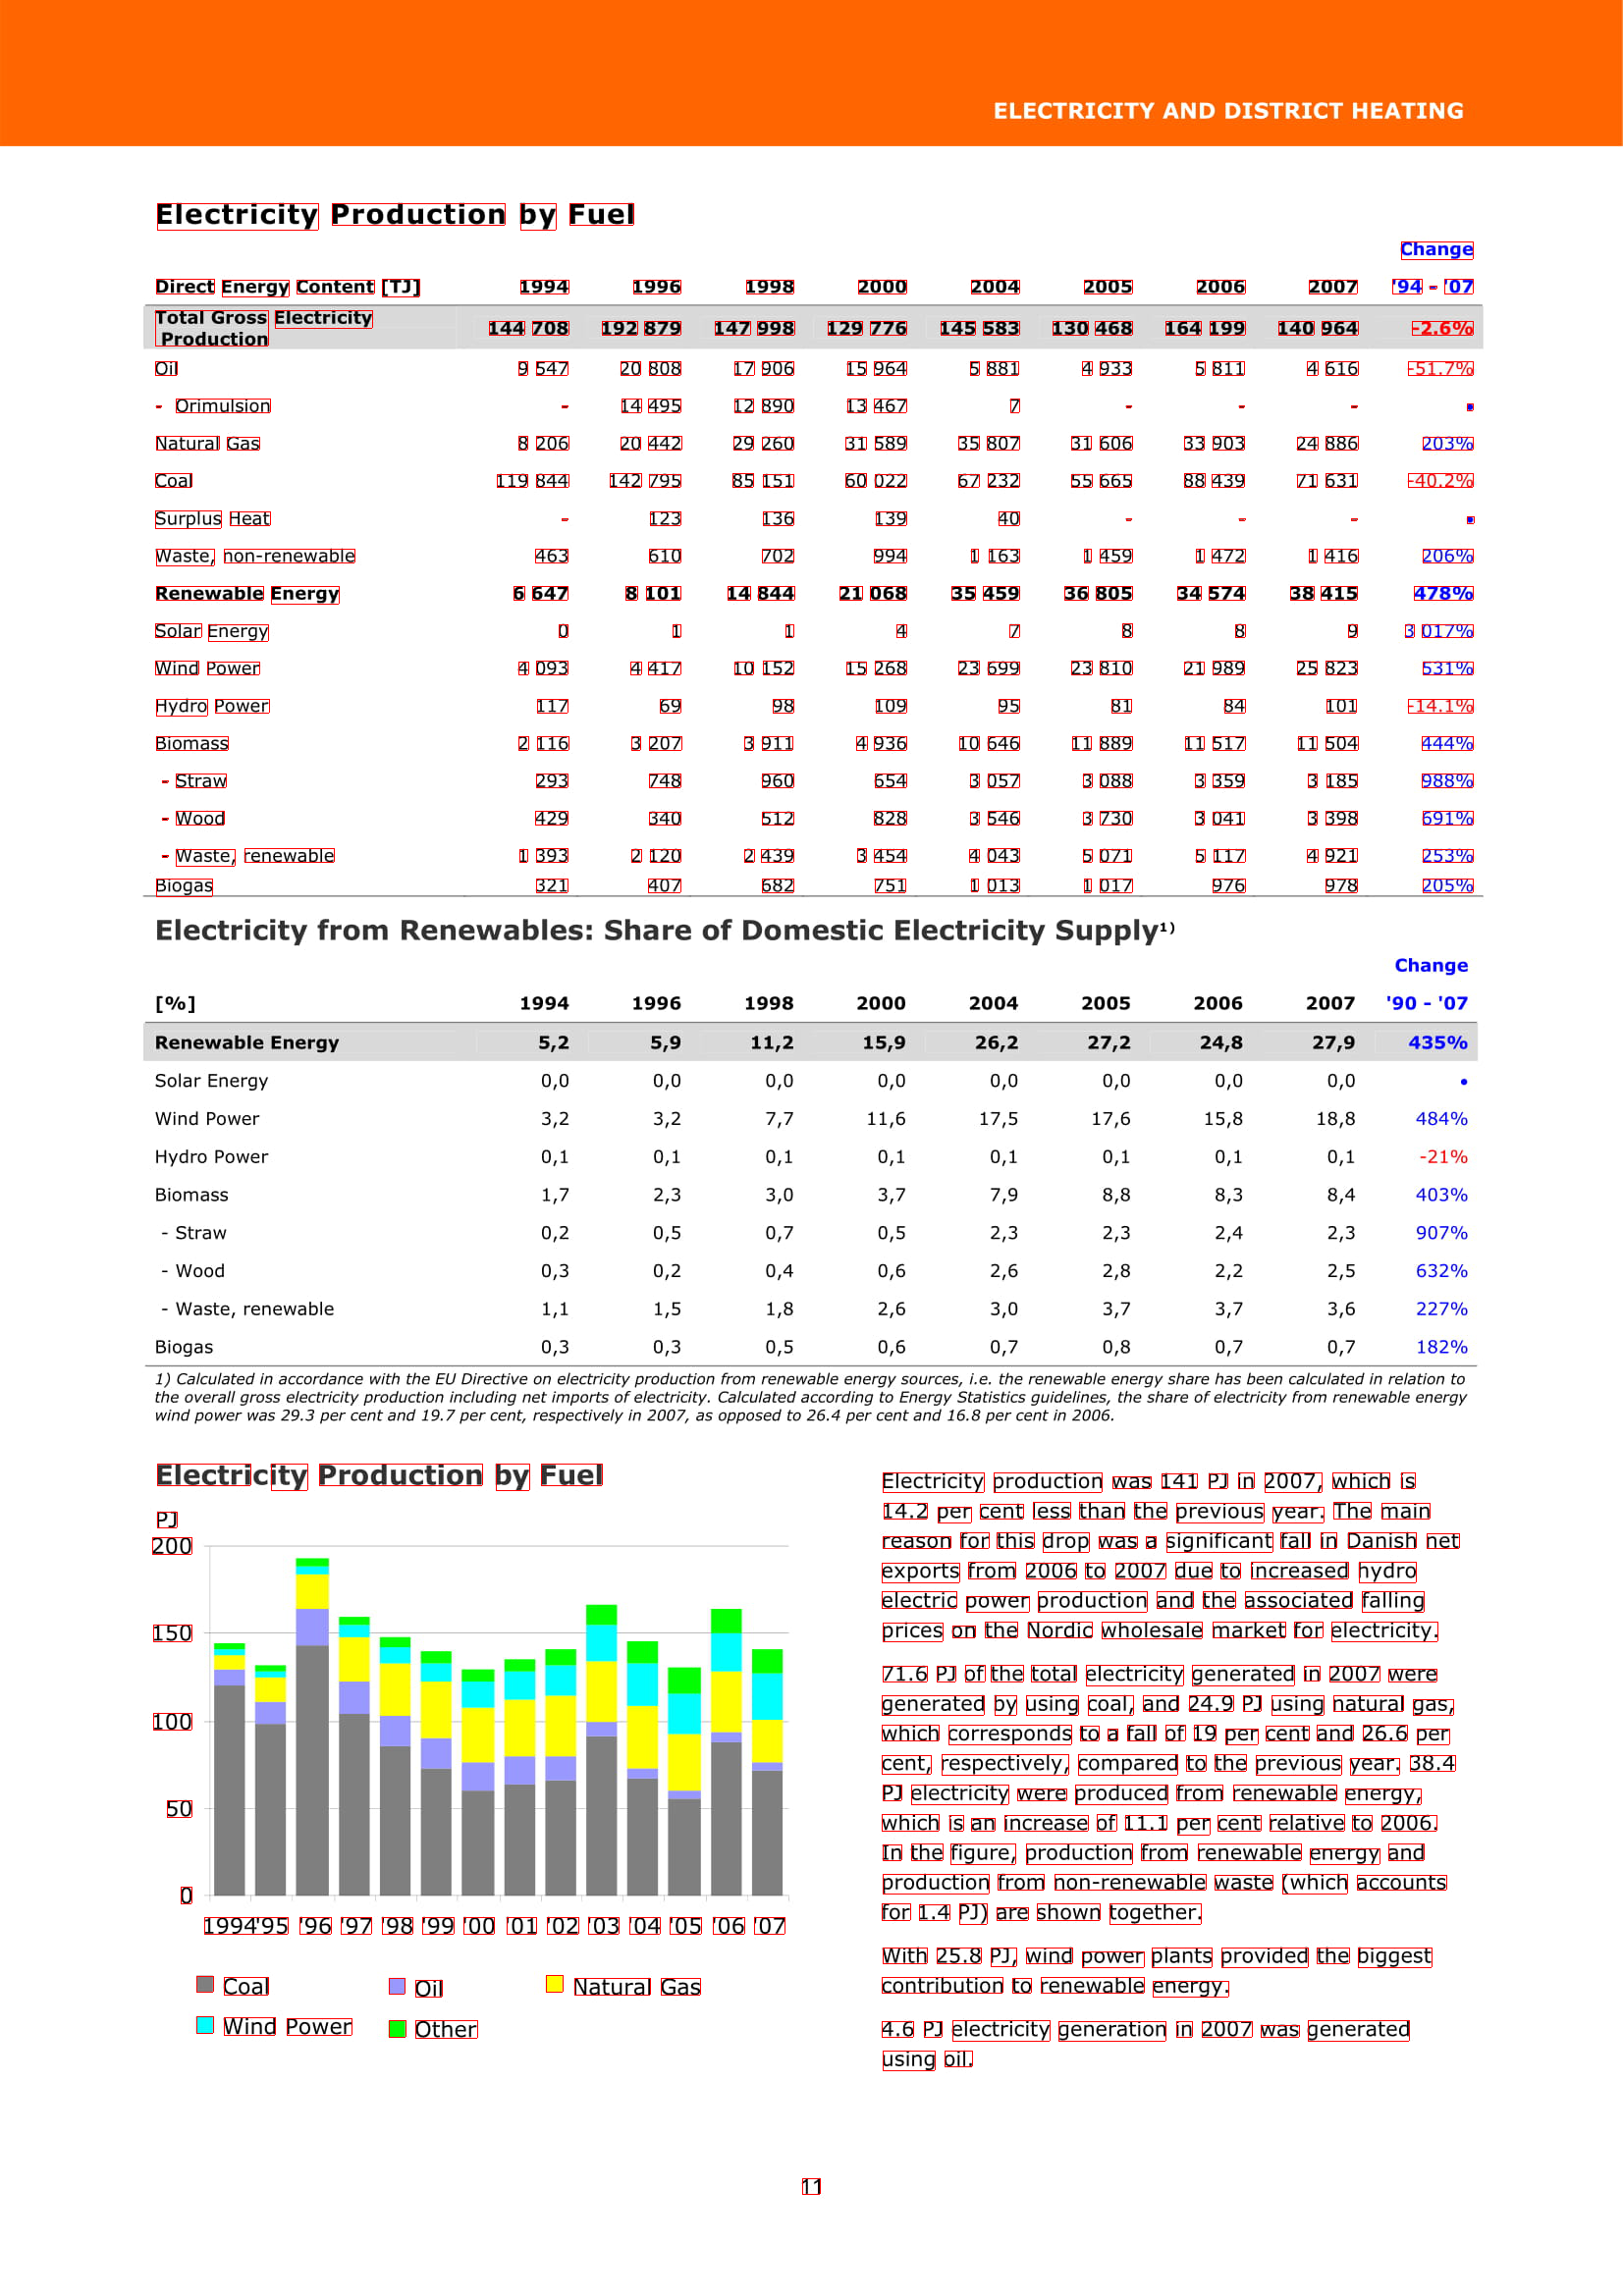 ELECTRICITY AND DISTRICT HEATING
Electricity Production by Fuel
Change
Direct Energy Content [TJ] 1994 1996 1998 2000 2004 2005 2006 2007 '94 - '07
Total Gross Electricity
Production 144 708 192 879 147 998 129 776 145 583 130 468 164 199 140 964 -2.6%
Oil 9 547 20 808 17 906 15 964 5 881 4 933 5 811 4 616 -51.7%
- Orimulsion - 14 495 12 890 13 467 7 - - - •
Natural Gas 8 206 20 442 29 260 31 589 35 807 31 606 33 903 24 886 203%
Coal 119 844 142 795 85 151 60 022 67 232 55 665 88 439 71 631 -40.2%
Surplus Heat - 123 136 139 40 - - - •
Waste, non-renewable 463 610 702 994 1 163 1 459 1 472 1 416 206%
Renewable Energy 6 647 8 101 14 844 21 068 35 459 36 805 34 574 38 415 478%
Solar Energy 0 1 1 4 7 8 8 9 3 017%
Wind Power 4 093 4 417 10 152 15 268 23 699 23 810 21 989 25 823 531%
Hydro Power 117 69 98 109 95 81 84 101 -14.1%
Biomass 2 116 3 207 3 911 4 936 10 646 11 889 11 517 11 504 444%
- Straw 293 748 960 654 3 057 3 088 3 359 3 185 988%
- Wood 429 340 512 828 3 546 3 730 3 041 3 398 691%
- Waste, renewable 1 393 2 120 2 439 3 454 4 043 5 071 5 117 4 921 253%
Biogas 321 407 682 751 1 013 1 017 976 978 205%
Electricity from Renewables: Share of Domestic Electricity Supply1)
Change
[%] 1994 1996 1998 2000 2004 2005 2006 2007 '90 - '07
Renewable Energy 5,2 5,9 11,2 15,9 26,2 27,2 24,8 27,9 435%
Solar Energy 0,0 0,0 0,0 0,0 0,0 0,0 0,0 0,0 •
Wind Power 3,2 3,2 7,7 11,6 17,5 17,6 15,8 18,8 484%
Hydro Power 0,1 0,1 0,1 0,1 0,1 0,1 0,1 0,1 -21%
Biomass 1,7 2,3 3,0 3,7 7,9 8,8 8,3 8,4 403%
- Straw 0,2 0,5 0,7 0,5 2,3 2,3 2,4 2,3 907%
- Wood 0,3 0,2 0,4 0,6 2,6 2,8 2,2 2,5 632%
- Waste, renewable 1,1 1,5 1,8 2,6 3,0 3,7 3,7 3,6 227%
Biogas 0,3 0,3 0,5 0,6 0,7 0,8 0,7 0,7 182%
1) Calculated in accordance with the EU Directive on electricity production from renewable energy sources, i.e. the renewable energy share has been calculated in relation to
the overall gross electricity production including net imports of electricity. Calculated according to Energy Statistics guidelines, the share of electricity from renewable energy
wind power was 29.3 per cent and 19.7 per cent, respectively in 2007, as opposed to 26.4 per cent and 16.8 per cent in 2006.
Electricity Production by Fuel
PJ
200
150
100
50
0
1994 '95 '96 '97 '98 '99 '00 '01 '02 '03 '04 '05 '06 '07
Coal Oil Natural Gas
Wind Power Other
Electricity production was 141 PJ in 2007, which is
14.2 per cent less than the previous year. The main
reason for this drop was a significant fall in Danish net
exports from 2006 to 2007 due to increased hydro
electric power production and the associated falling
prices on the Nordic wholesale market for electricity.
71.6 PJ of the total electricity generated in 2007 were
generated by using coal, and 24.9 PJ using natural gas,
which corresponds to a fall of 19 per cent and 26.6 per
cent, respectively, compared to the previous year. 38.4
PJ electricity were produced from renewable energy,
which is an increase of 11.1 per cent relative to 2006.
In the figure, production from renewable energy and
production from non-renewable waste (which accounts
for 1.4 PJ) are shown together.
With 25.8 PJ, wind power plants provided the biggest
contribution to renewable energy.
4.6 PJ electricity generation in 2007 was generated
using oil.
11